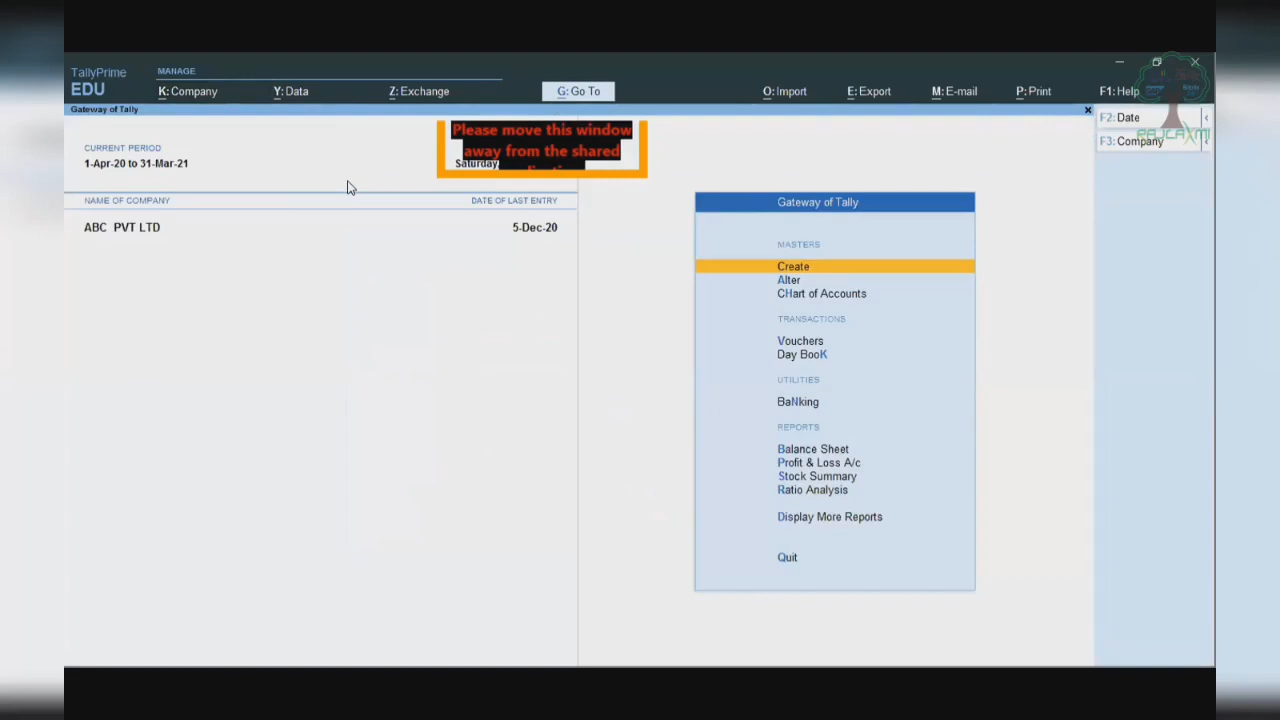 TallyPrime
EDU
MANAGE
K: Company
Y: Data
Z: Exchange
G: Go To
O: Import
E: Export
M: E-mail
P: Print
F1: Help
Gateway of Tally
F2: Date
F3: Company
CURRENT PERIOD
1-Apr-20 to 31-Mar-21
Please move this window
away from the shared
Saturday
NAME OF COMPANY
DATE OF LAST ENTRY
ABC PVT LTD
5-Dec-20
Gateway of Tally
MASTERS
Create
Alter
CHart of Accounts
TRANSACTIONS
Vouchers
Day BooK
UTILITIES
BaNking
REPORTS
Balance Sheet
Profit & Loss A/c
Stock Summary
Ratio Analysis
Display More Reports
Quit